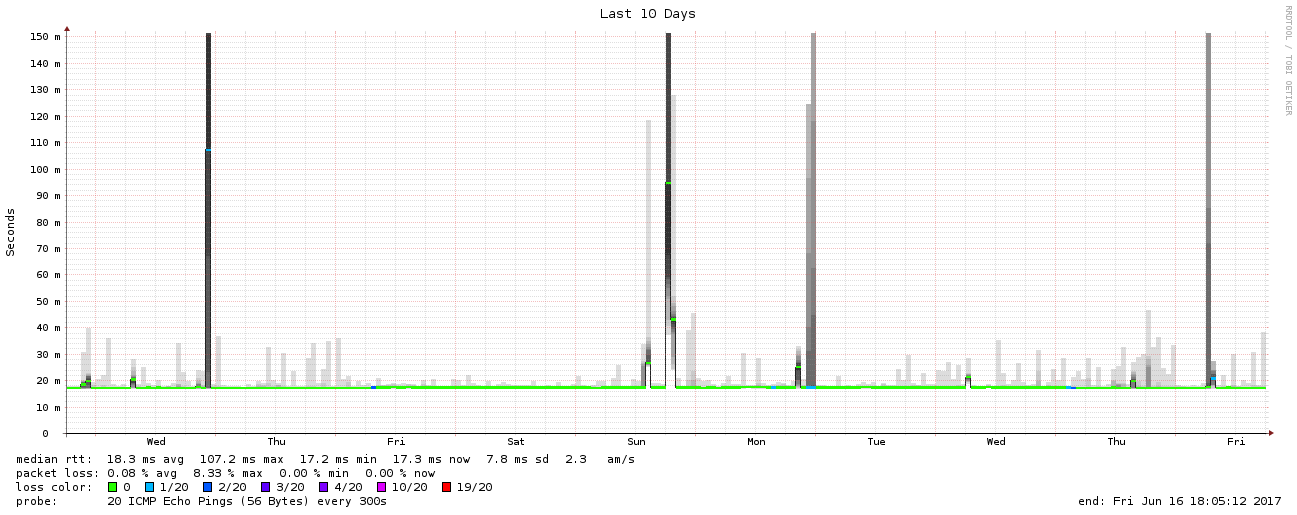 Last 10 Days
RRDTOOL / TOBI OETIKER
Seconds
150 m
140 m
130 m
120 m
110 m
100 m
90 m
80 m
70 m
60 m
50 m
40 m
30 m
20 m
10 m
0
Wed Thu Fri Sat Sun Mon Tue Wed Thu Fri
median rtt: 18.3 ms avg 107.2 ms max 17.2 ms min 17.3 ms now 7.8 ms sd 2.3 am/s
packet loss: 0.08 % avg 8.33 % max 0.00 % min 0.00 % now
loss color: 0 1/20 2/20 3/20 4/20 10/20 19/20
probe: 20 ICMP Echo Pings (56 Bytes) every 300s end: Fri Jun 16 18:05:12 2017